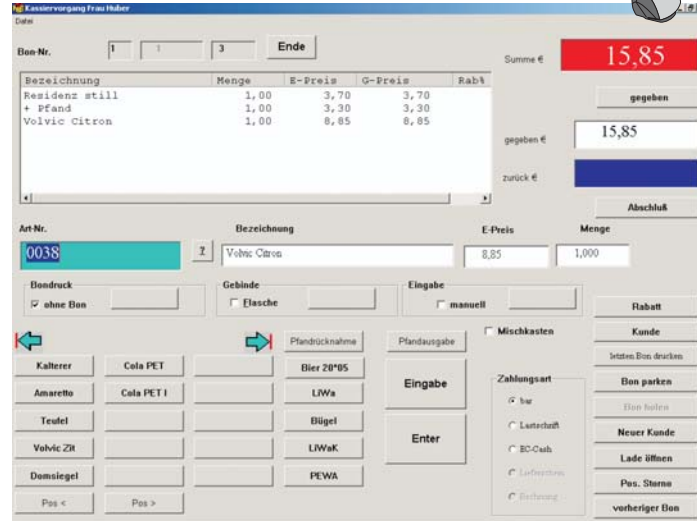 Kassiervorgang Frau Huber
Datei
Bon-Nr. 1 1 3 Ende
Summe € 15,85
Bezeichnung Menge E-Preis G-Preis Rab%
Residenz still 1,00 3,70 3,70
+ Pfand 1,00 3,30 3,30
Volvic Citron 1,00 8,85 8,85
gegeben
gegeben € 15,85
zurück €
Abschluß
Art-Nr. Bezeichnung E-Preis Menge
0038 ? Volvic Citron 8,85 1,000
Bondruck Gebinde Eingabe
ohne Bon Flasche manuell
Rabatt
Pfandrücknahme Pfandausgabe Mischkasten Kunde
letzten Bon drucken
Kalterer Cola PET Bier 20*05 Eingabe Zahlungsart Bon parken
Amaretto Cola PET I LiWa bar Bon holen
Teufel Bügel Enter Lastschrift Neuer Kunde
Volvic Zit LiWaK EC-Cash Lade öffnen
Domsiegel PEWA Lieferschein Pos. Storno
Pos < Pos > Rechnung vorheriger Bon